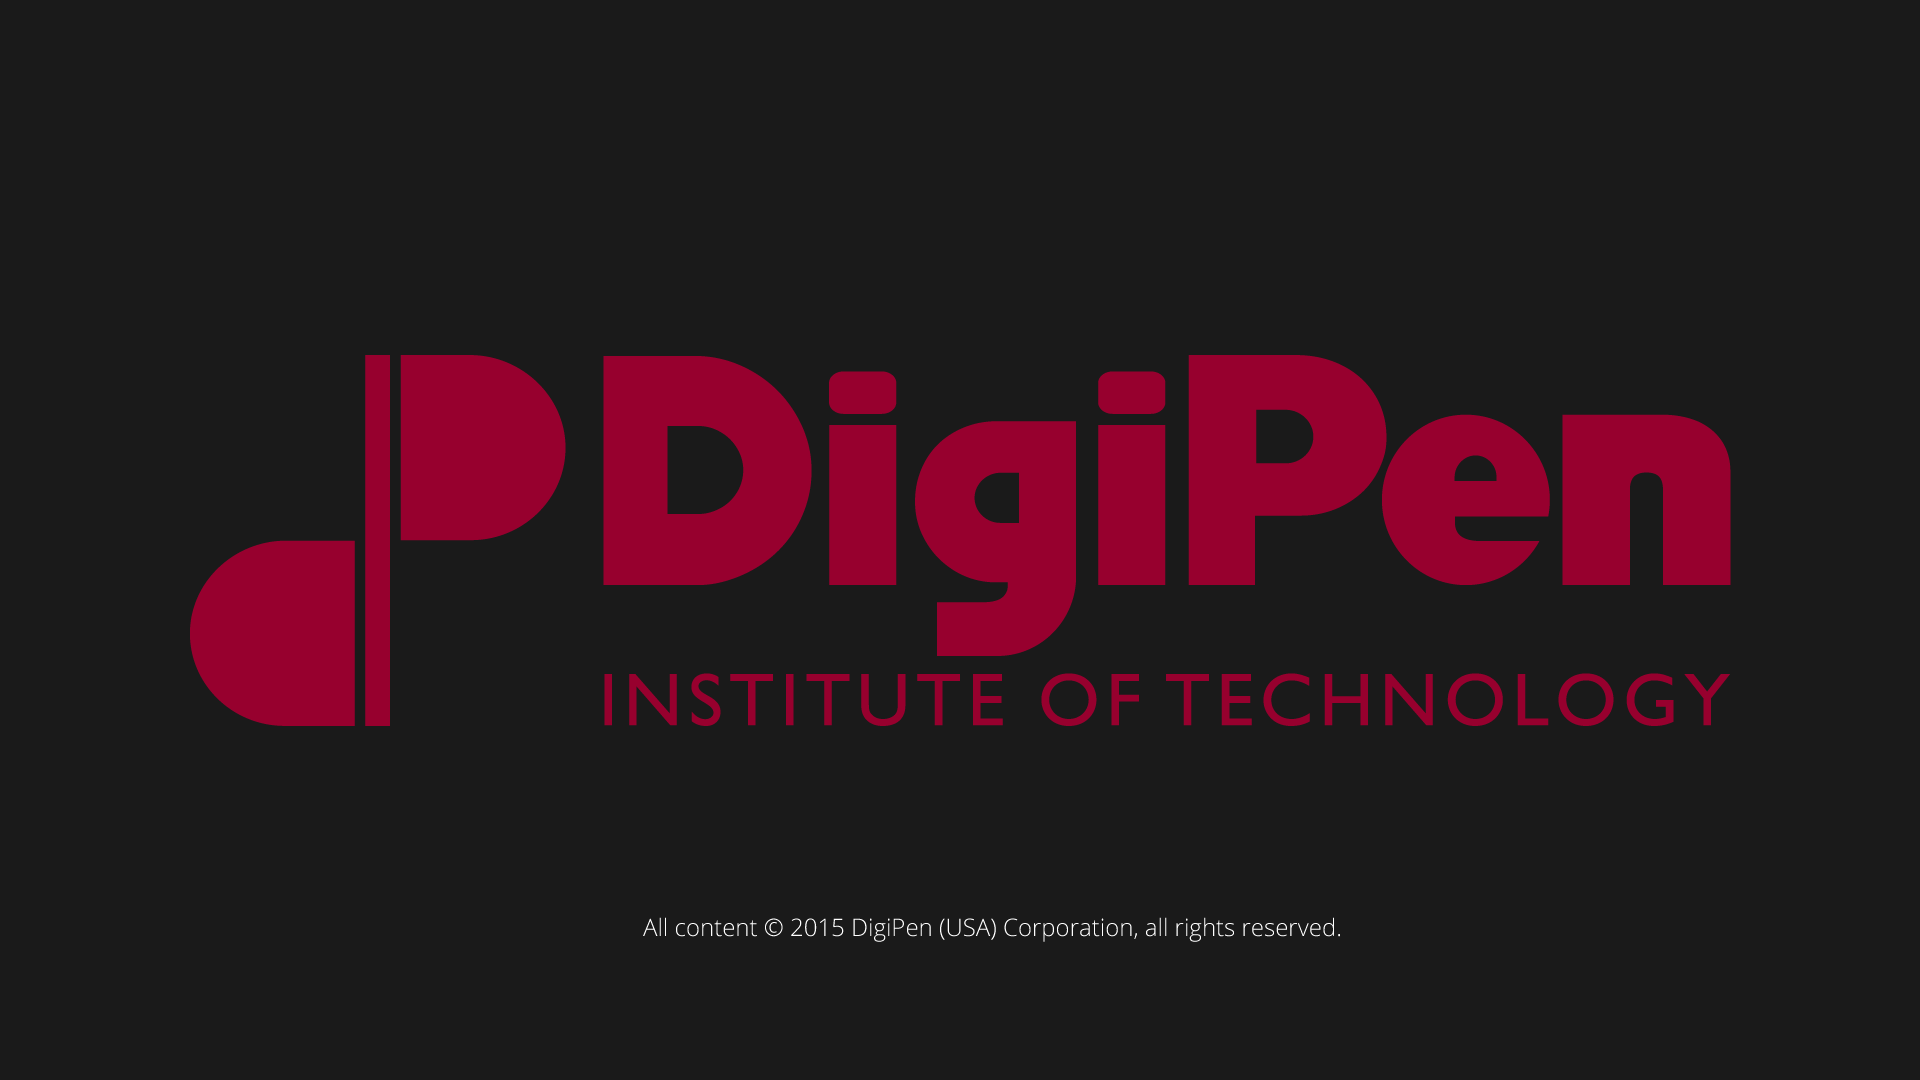 DigiPen
INSTITUTE OF TECHNOLOGY
All content © 2015 DigiPen (USA) Corporation, all rights reserved.